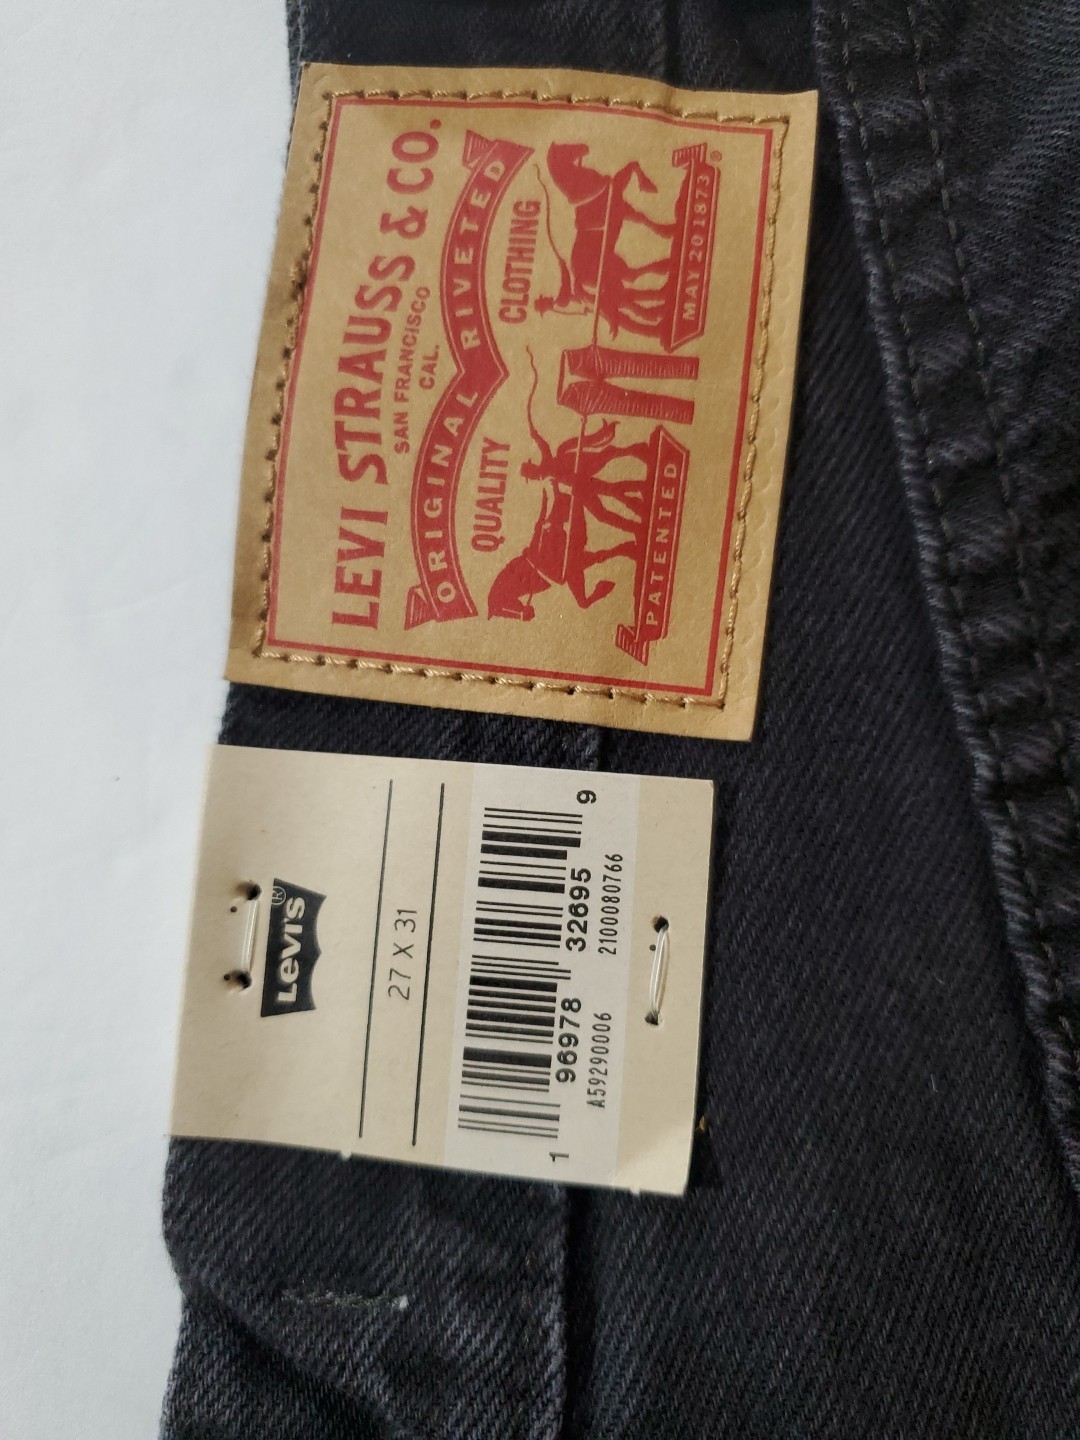 LEVI STRAUSS & CO.
SAN FRANCISCO
CAL.
ORIGINAL RIVETED
QUALITY CLOTHING
PATENTED MAY 20 1873 ®
Levi's®
27 X 31
1 96978 32695 9
A59290006 2100080766